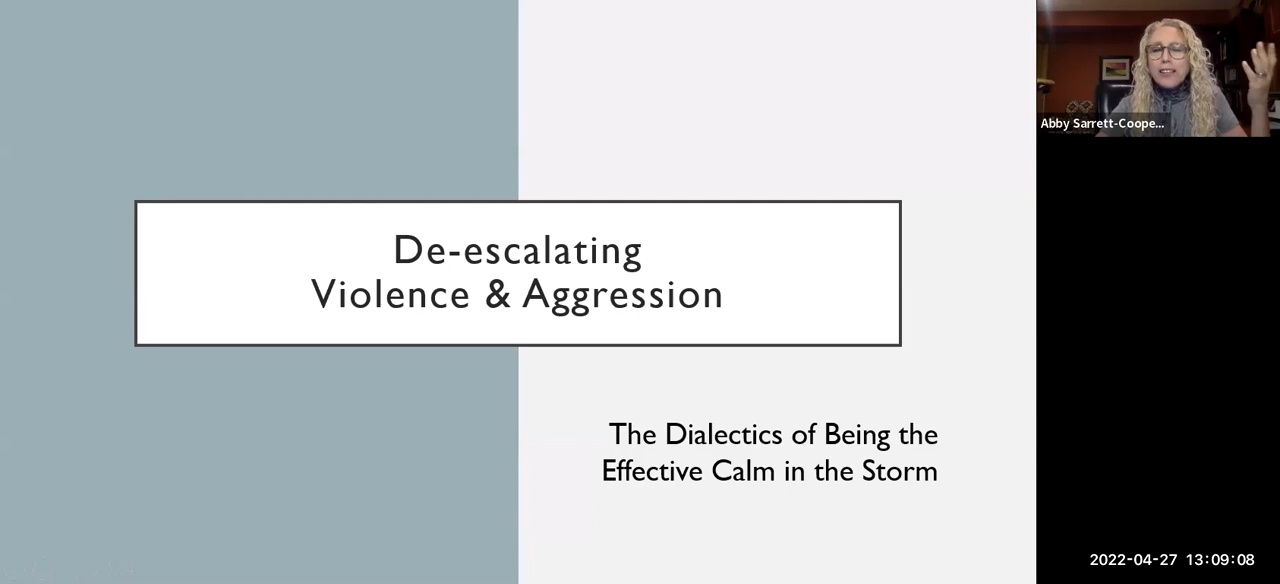 De-escalating
Violence & Aggression
The Dialectics of Being the
Effective Calm in the Storm
Abby Sarrett-Coope...
2022-04-27 13:09:08